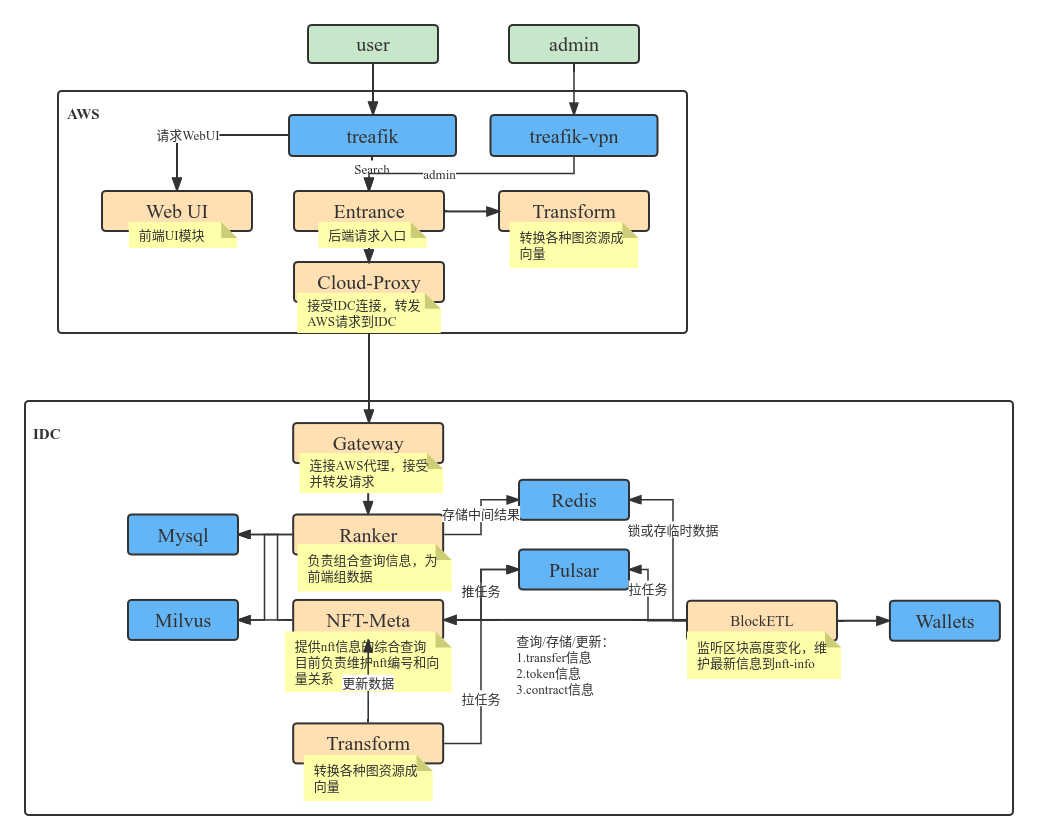 user
admin
AWS
treafik
treafik-vpn
请求WebUI
Search
admin
Web UI
前端UI模块
Entrance
后端请求入口
Transform
转换各种图资源成
向量
Cloud-Proxy
接受IDC连接，转发
AWS请求到IDC
IDC
Gateway
连接AWS代理，接受
并转发请求
Redis
存储中间结果
锁或存临时数据
Mysql
Ranker
负责组合查询信息，为
前端组数据
Pulsar
推任务
拉任务
Milvus
NFT-Meta
提供nft信息的综合查询
目前负责维护nft编号和向
量关系
更新数据
BlockETL
监听区块高度变化，维
护最新信息到nft-info
Wallets
查询/存储/更新：
1.transfer信息
2.token信息
3.contract信息
拉任务
Transform
转换各种图资源成
向量